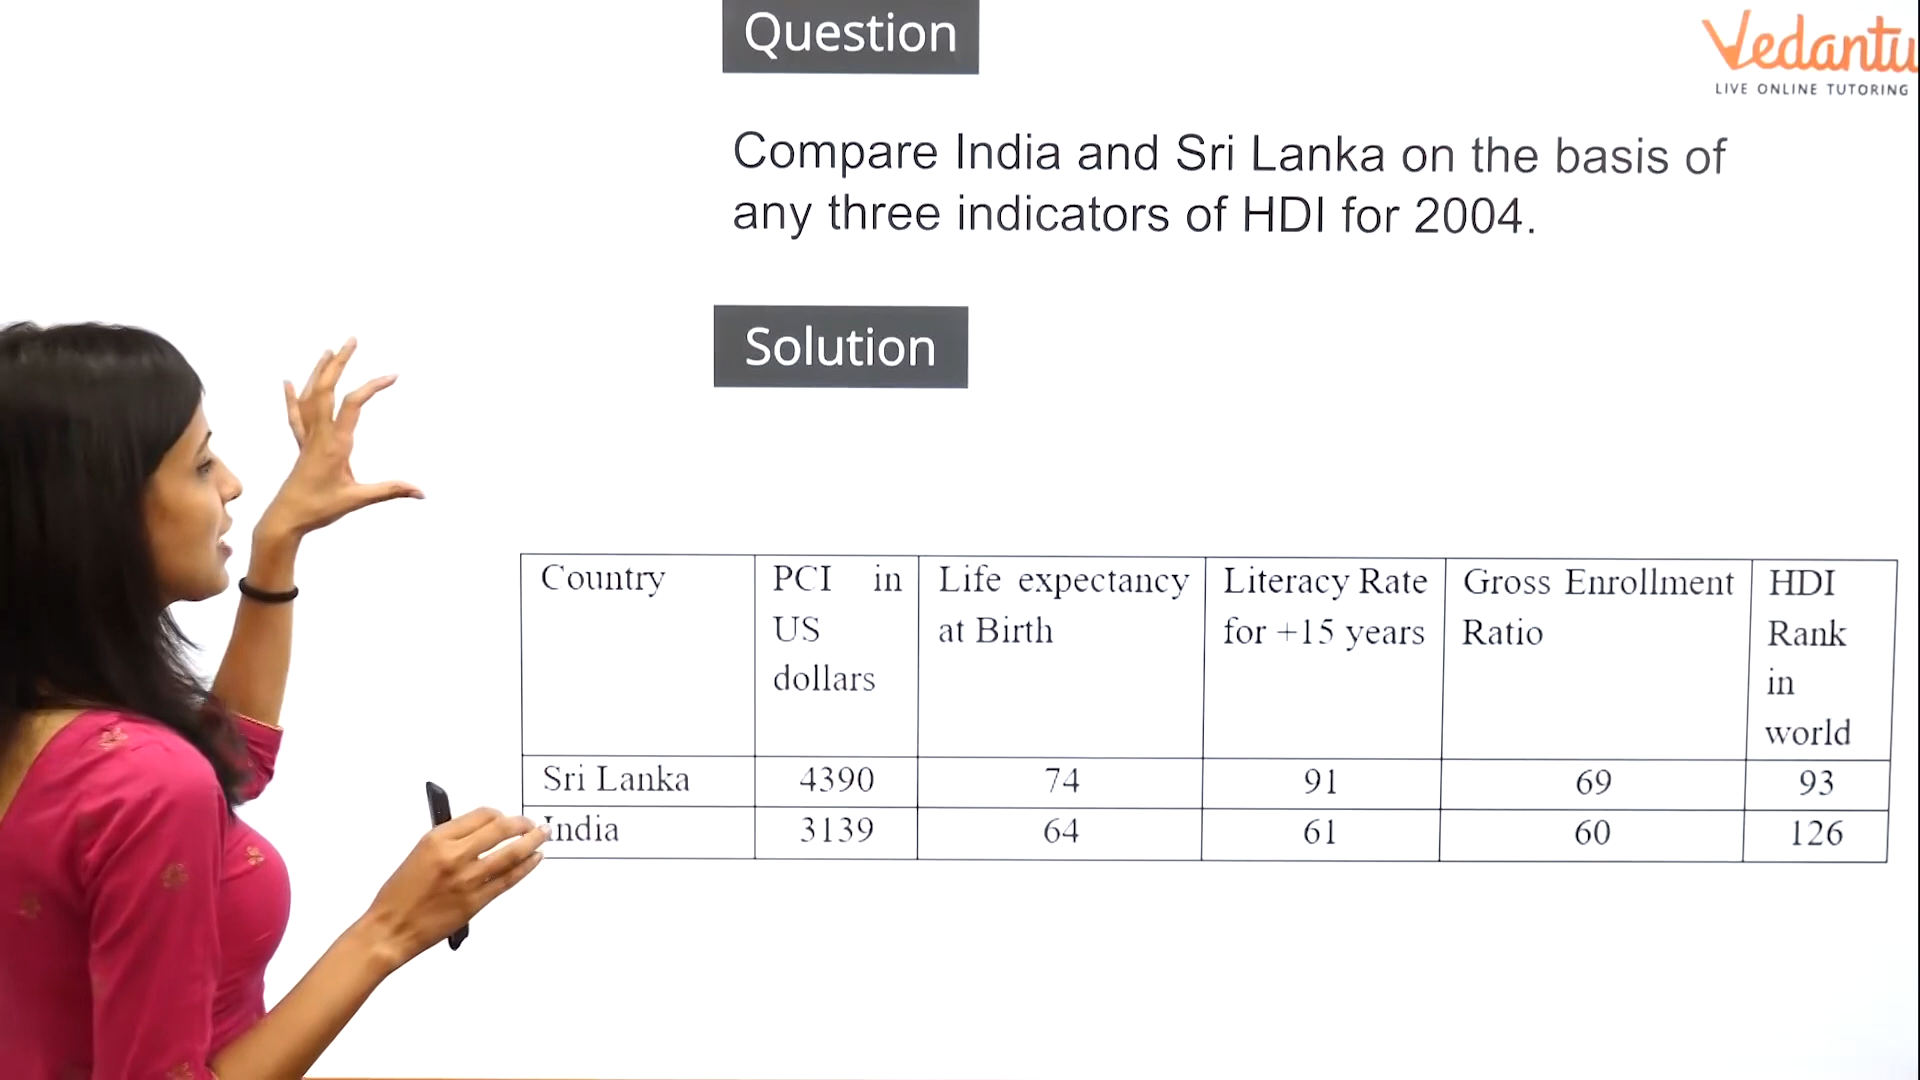 Question
Vedantu
LIVE ONLINE TUTORING
Compare India and Sri Lanka on the basis of
any three indicators of HDI for 2004.
Solution
Country PCI in US dollars Life expectancy at Birth Literacy Rate for +15 years Gross Enrollment Ratio HDI Rank in world
Sri Lanka 4390 74 91 69 93
India 3139 64 61 60 126